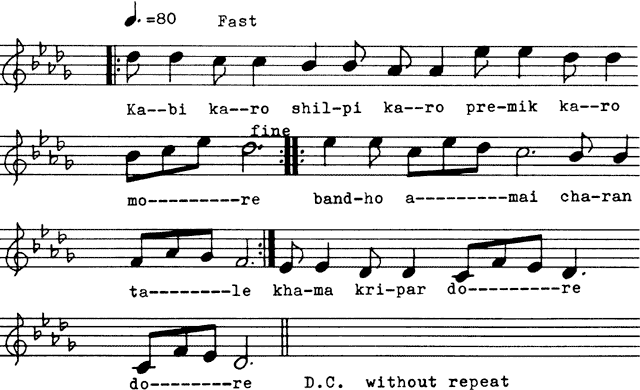 ♩.=80 Fast
Ka--bi ka--ro shil-pi ka--ro pre-mik ka--ro
fine
mo----------re band-ho a---------mai cha-ran
ta--------le kha-ma kri-par do---------re
do--------re D.C. without repeat